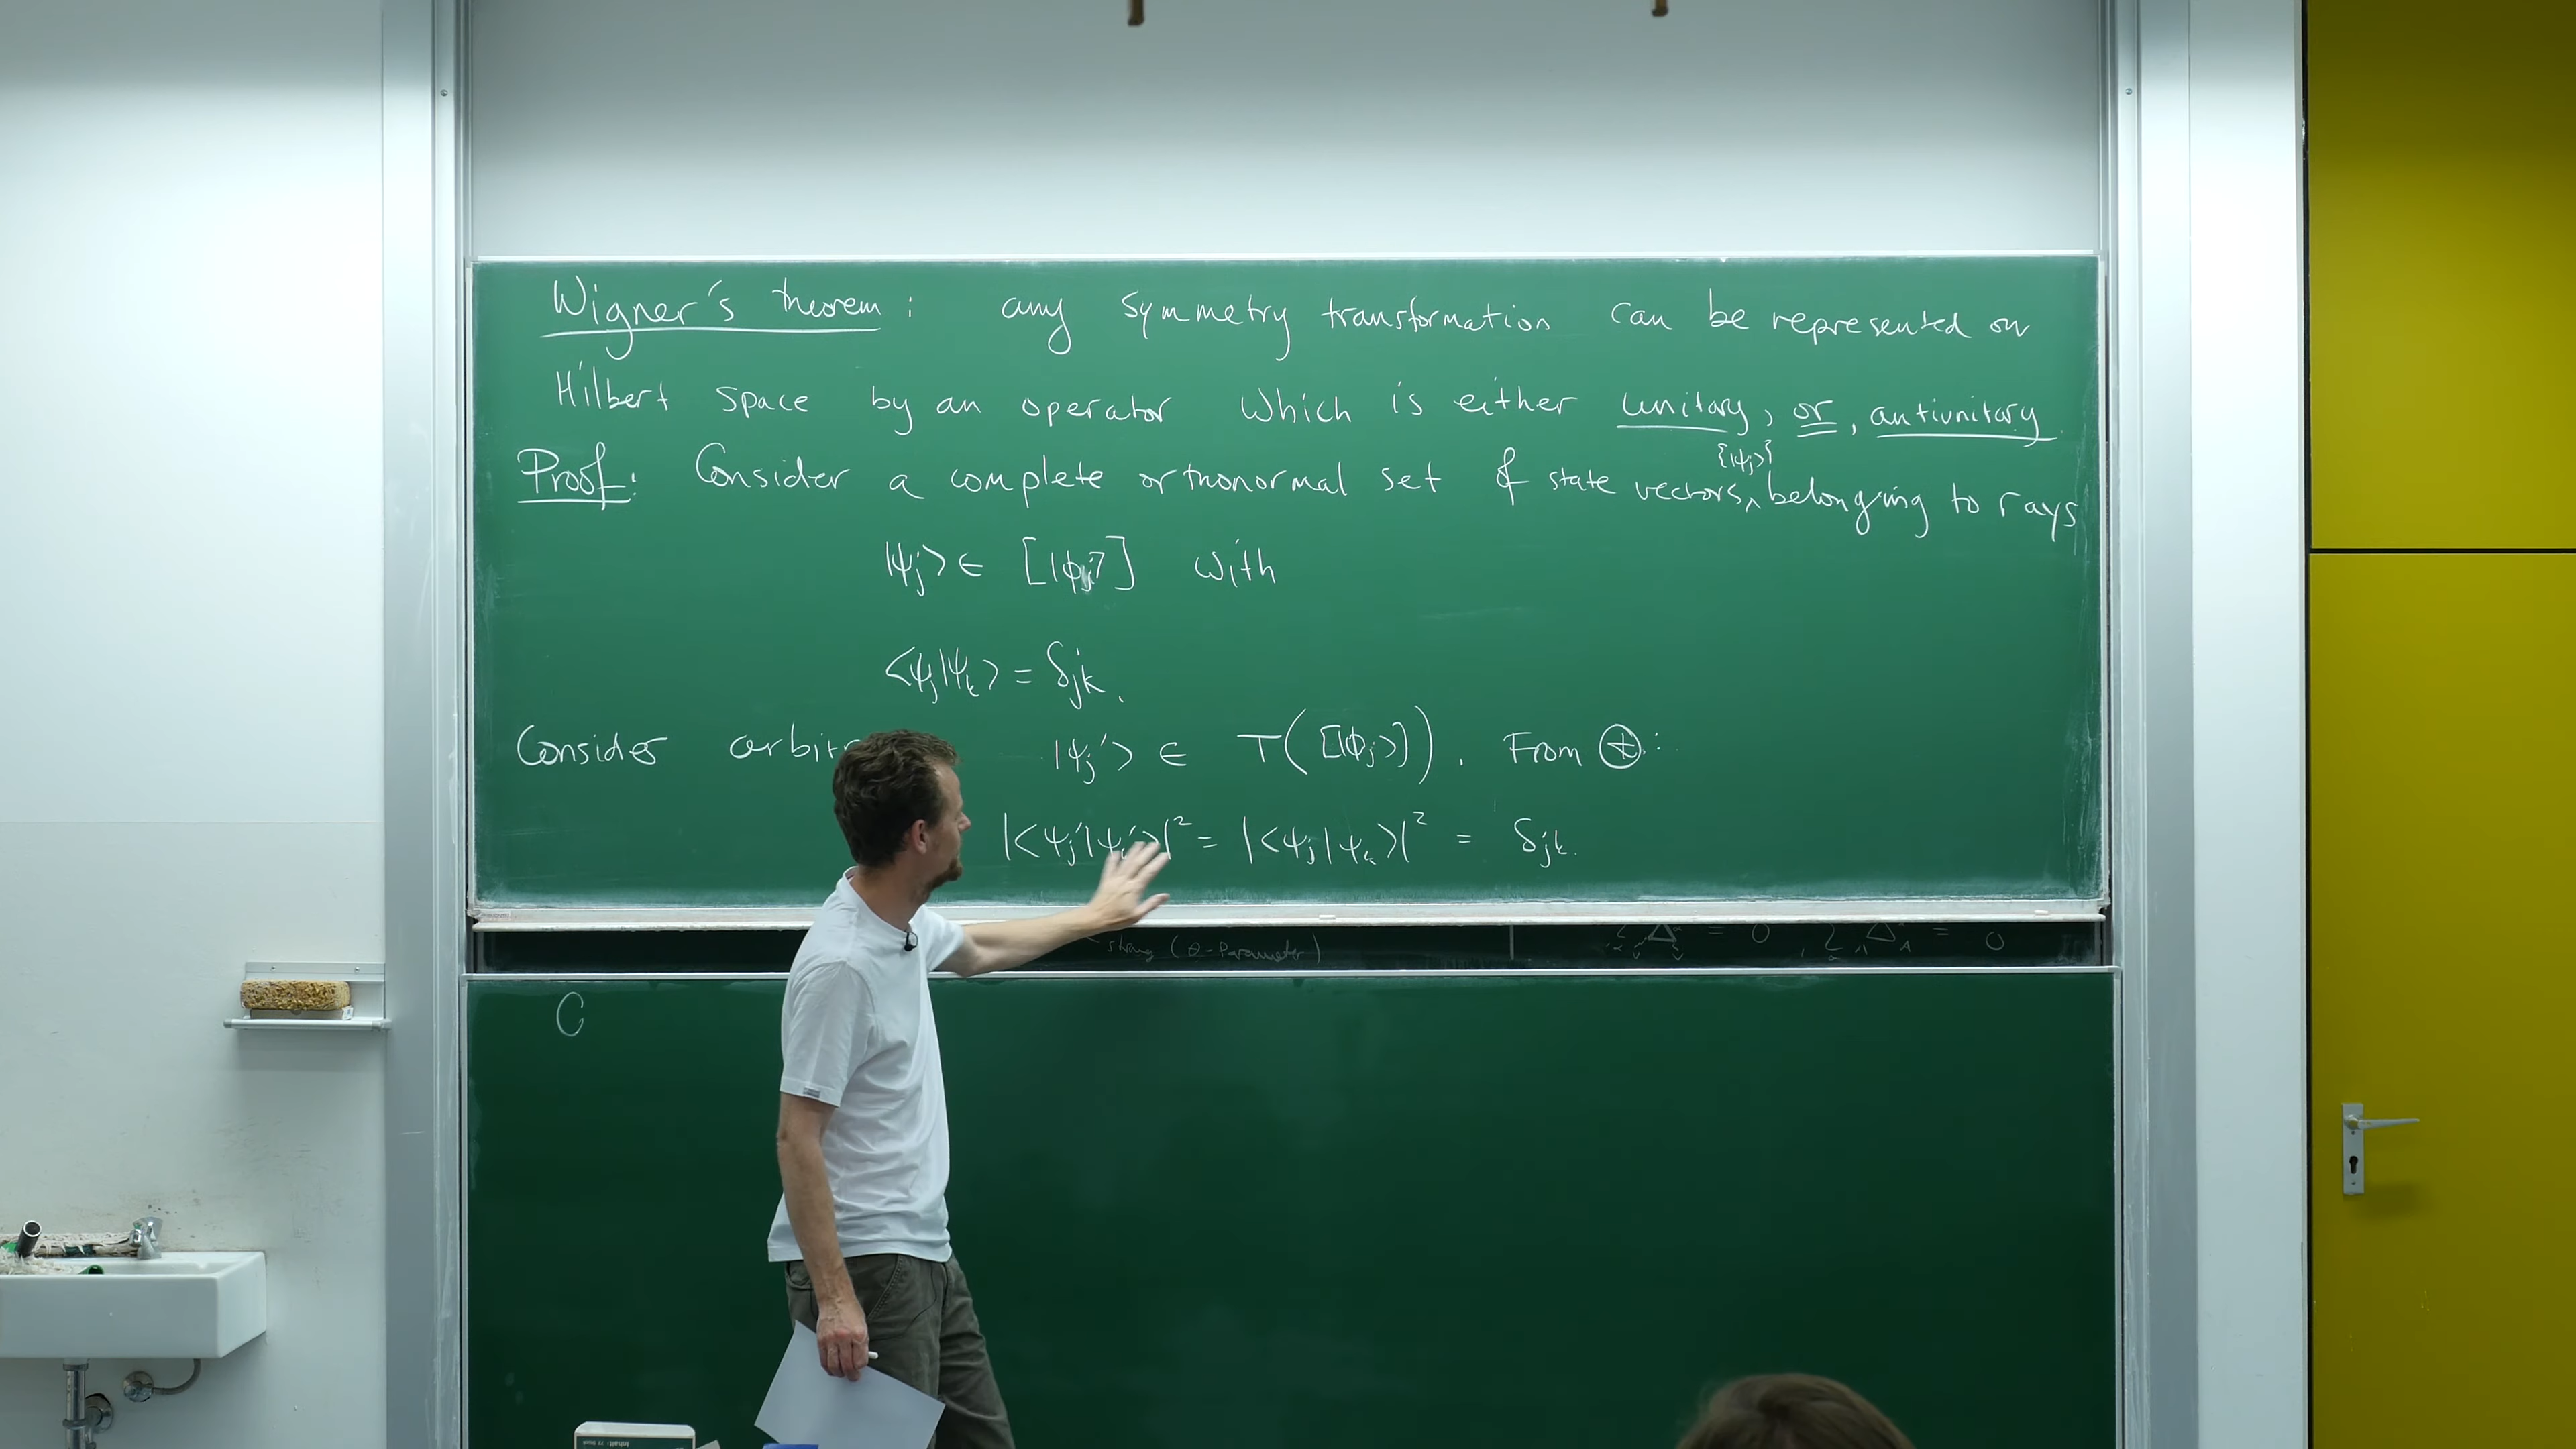 Wigner's theorem: any symmetry transformation can be represented on
Hilbert space by an operator which is either unitary, or, antiunitary.
{|ψj>}
Proof: Consider a complete orthonormal set of state vectors, ^ belonging to rays
|ψj> ∈ [|ϕj>] with
<ψj|ψk> = δjk.
Consider |ψj'> ∈ T([|ϕj>]). From ⊛:
|<ψj'|ψk'>|² = |<ψj|ψk>|² = δjk.
strong (θ-Parameter)
C